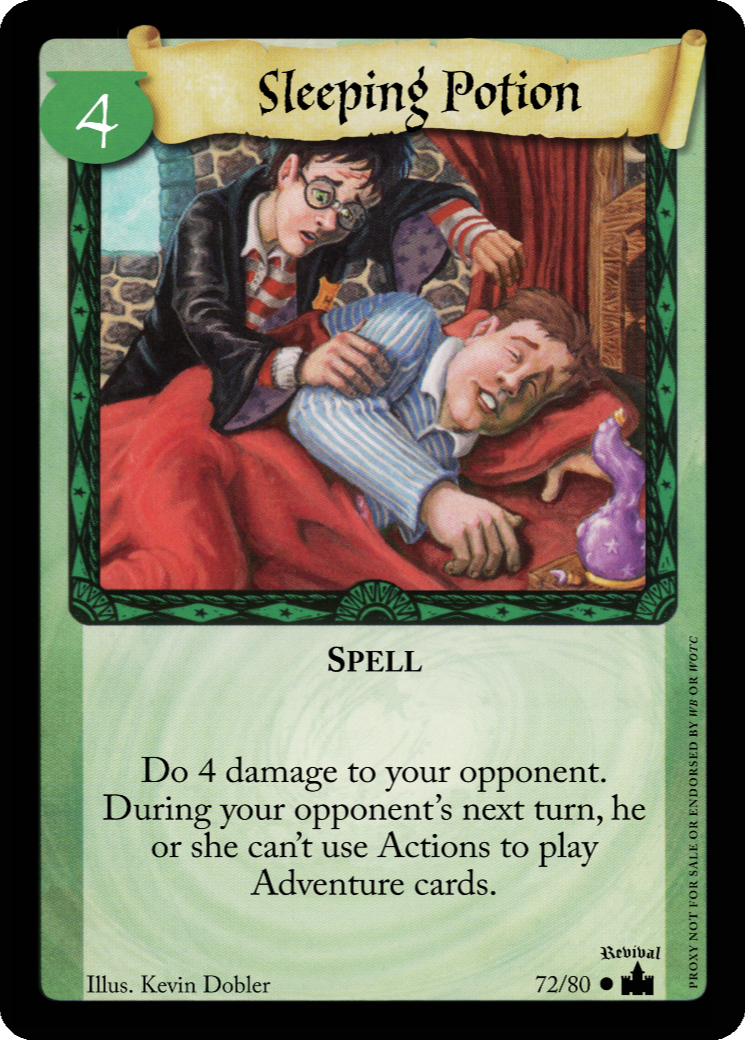 4
Sleeping Potion
H
SPELL
Do 4 damage to your opponent.
During your opponent's next turn, he
or she can't use Actions to play
Adventure cards.
Illus. Kevin Dobler
72/80
Revival
PROXY NOT FOR SALE OR ENDORSED BY WB OR WOTC